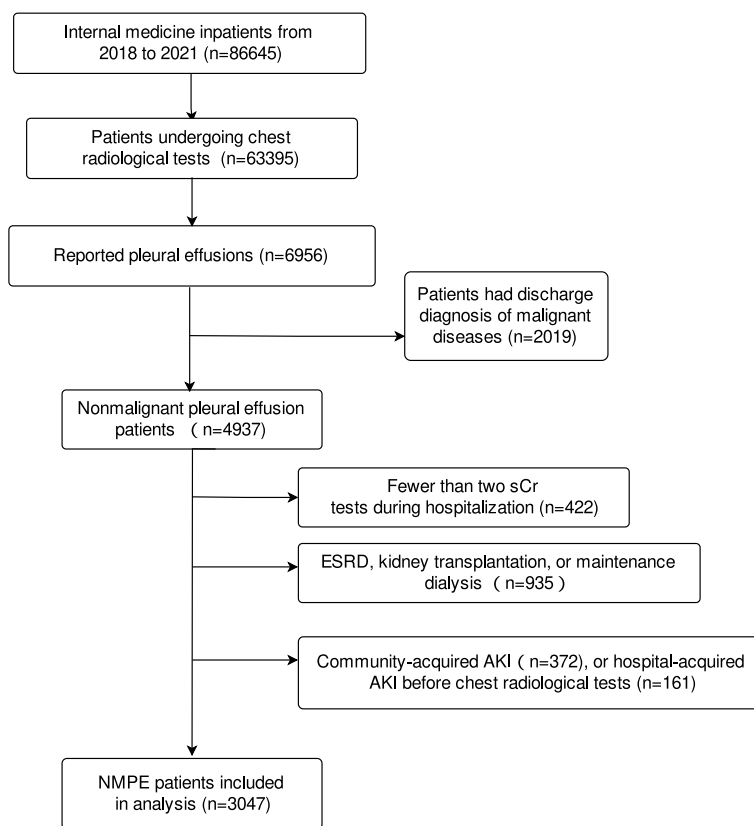 Internal medicine inpatients from
2018 to 2021 (n=86645)
Patients undergoing chest
radiological tests (n=63395)
Reported pleural effusions (n=6956)
Patients had discharge
diagnosis of malignant
diseases (n=2019)
Nonmalignant pleural effusion
patients （n=4937)
Fewer than two sCr
tests during hospitalization (n=422)
ESRD, kidney transplantation, or maintenance
dialysis（n=935）
Community-acquired AKI（n=372), or hospital-acquired
AKI before chest radiological tests (n=161)
NMPE patients included
in analysis (n=3047)